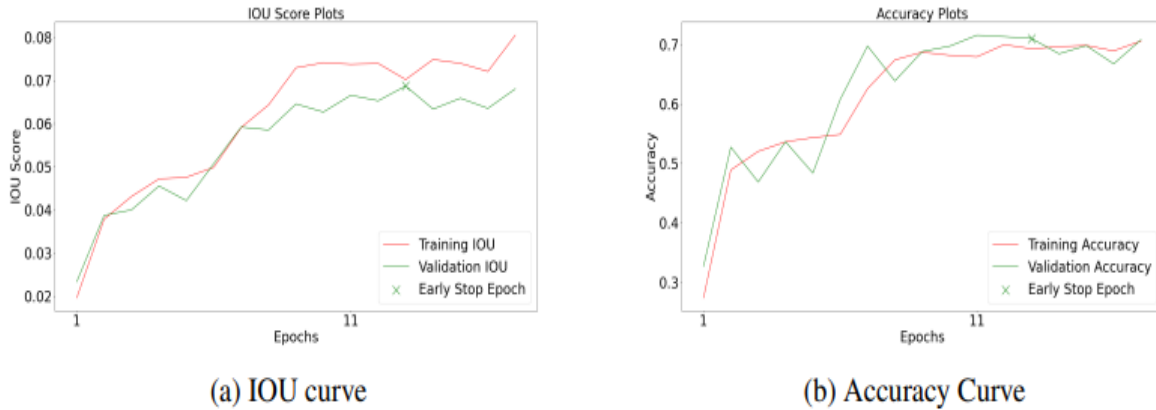 IOU Score Plots
0.08
0.07
0.06
0.05
0.04
0.03
0.02
IOU Score
Training IOU
Validation IOU
Early Stop Epoch
1
11
Epochs
(a) IOU curve
Accuracy Plots
0.7
0.6
0.5
0.4
0.3
Accuracy
Training Accuracy
Validation Accuracy
Early Stop Epoch
1
11
Epochs
(b) Accuracy Curve